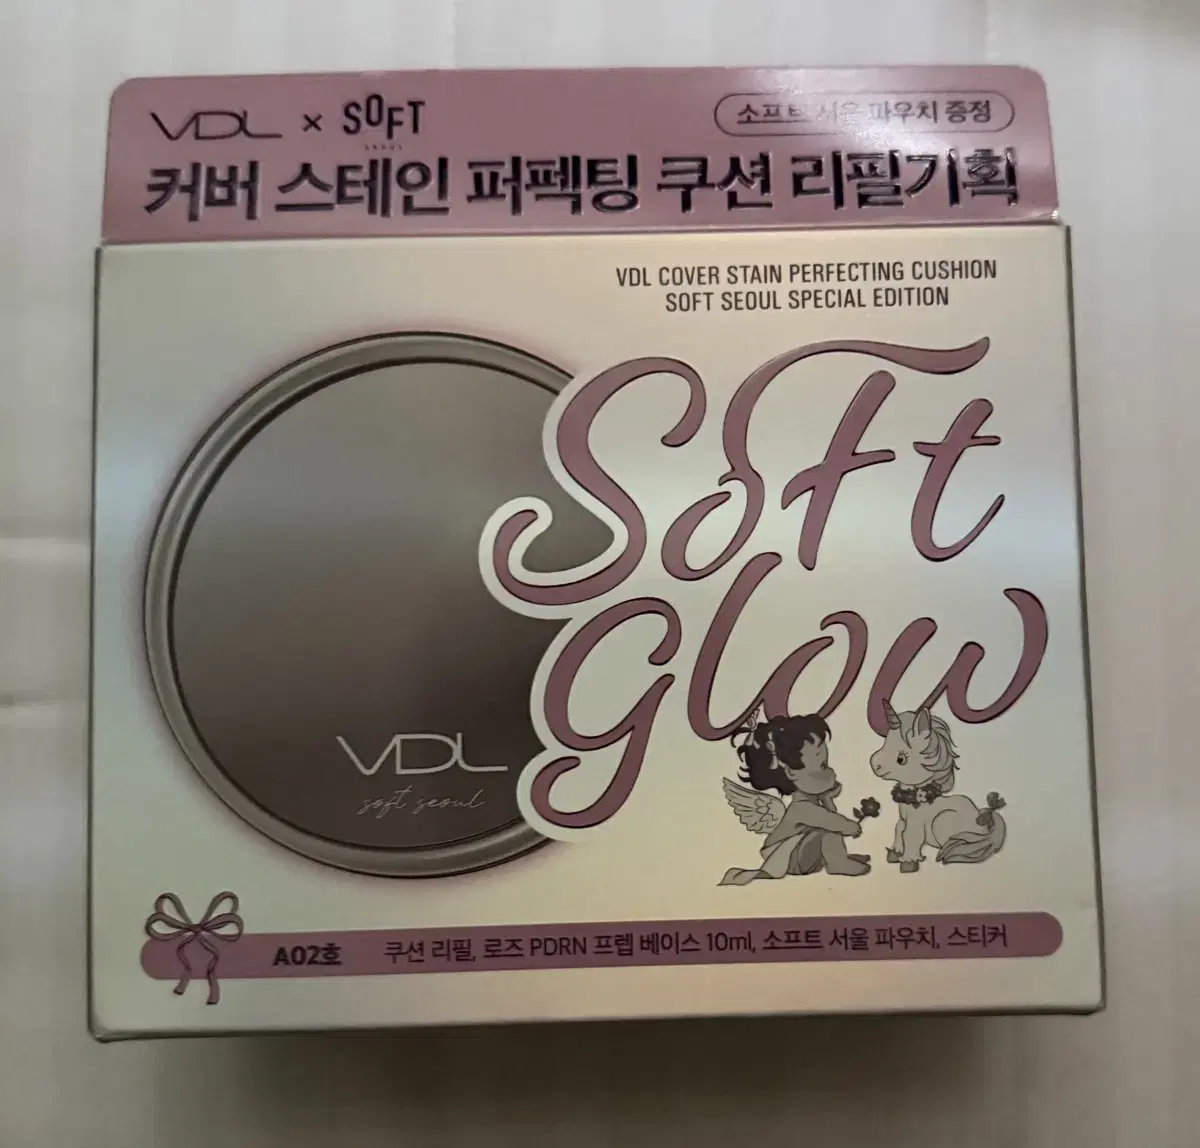 VDL × SOFT
SEOUL
소프트 서울 파우치 증정
커버 스테인 퍼펙팅 쿠션 리필기획
VDL COVER STAIN PERFECTING CUSHION
SOFT SEOUL SPECIAL EDITION
Soft
glow
VDL
soft seoul
A02호 쿠션 리필, 로즈 PDRN 프렙 베이스 10ml, 소프트 서울 파우치, 스티커